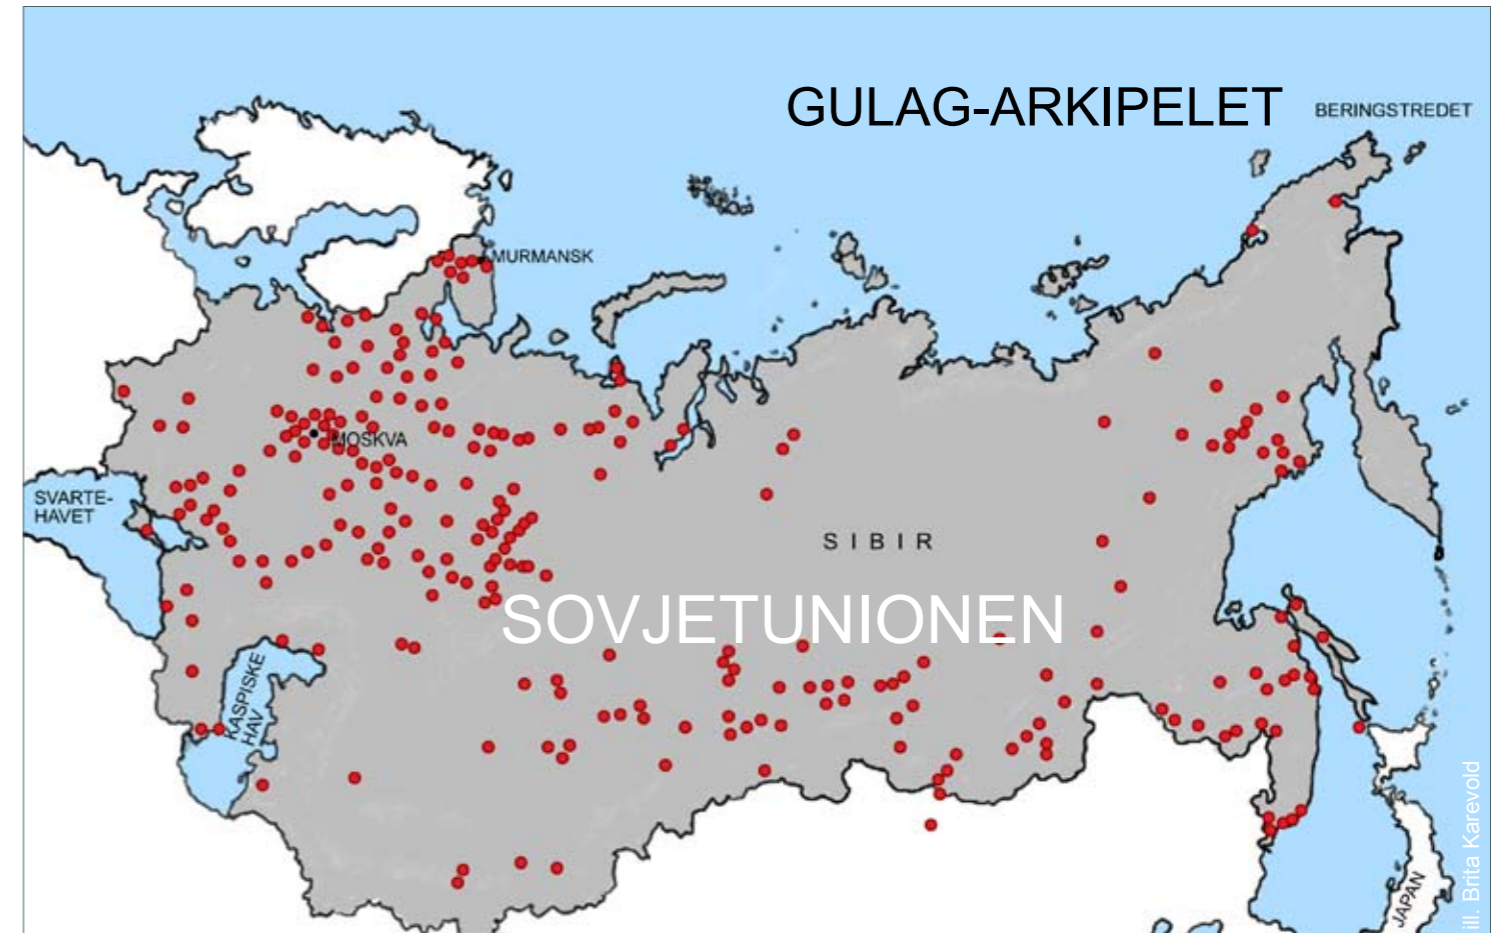 GULAG-ARKIPELET
BERINGSTREDET
MURMANSK
MOSKVA
SVARTE-
HAVET
SIBIR
SOVJETUNIONEN
KASPISKE
HAV
JAPAN
ill. Brita Karevold